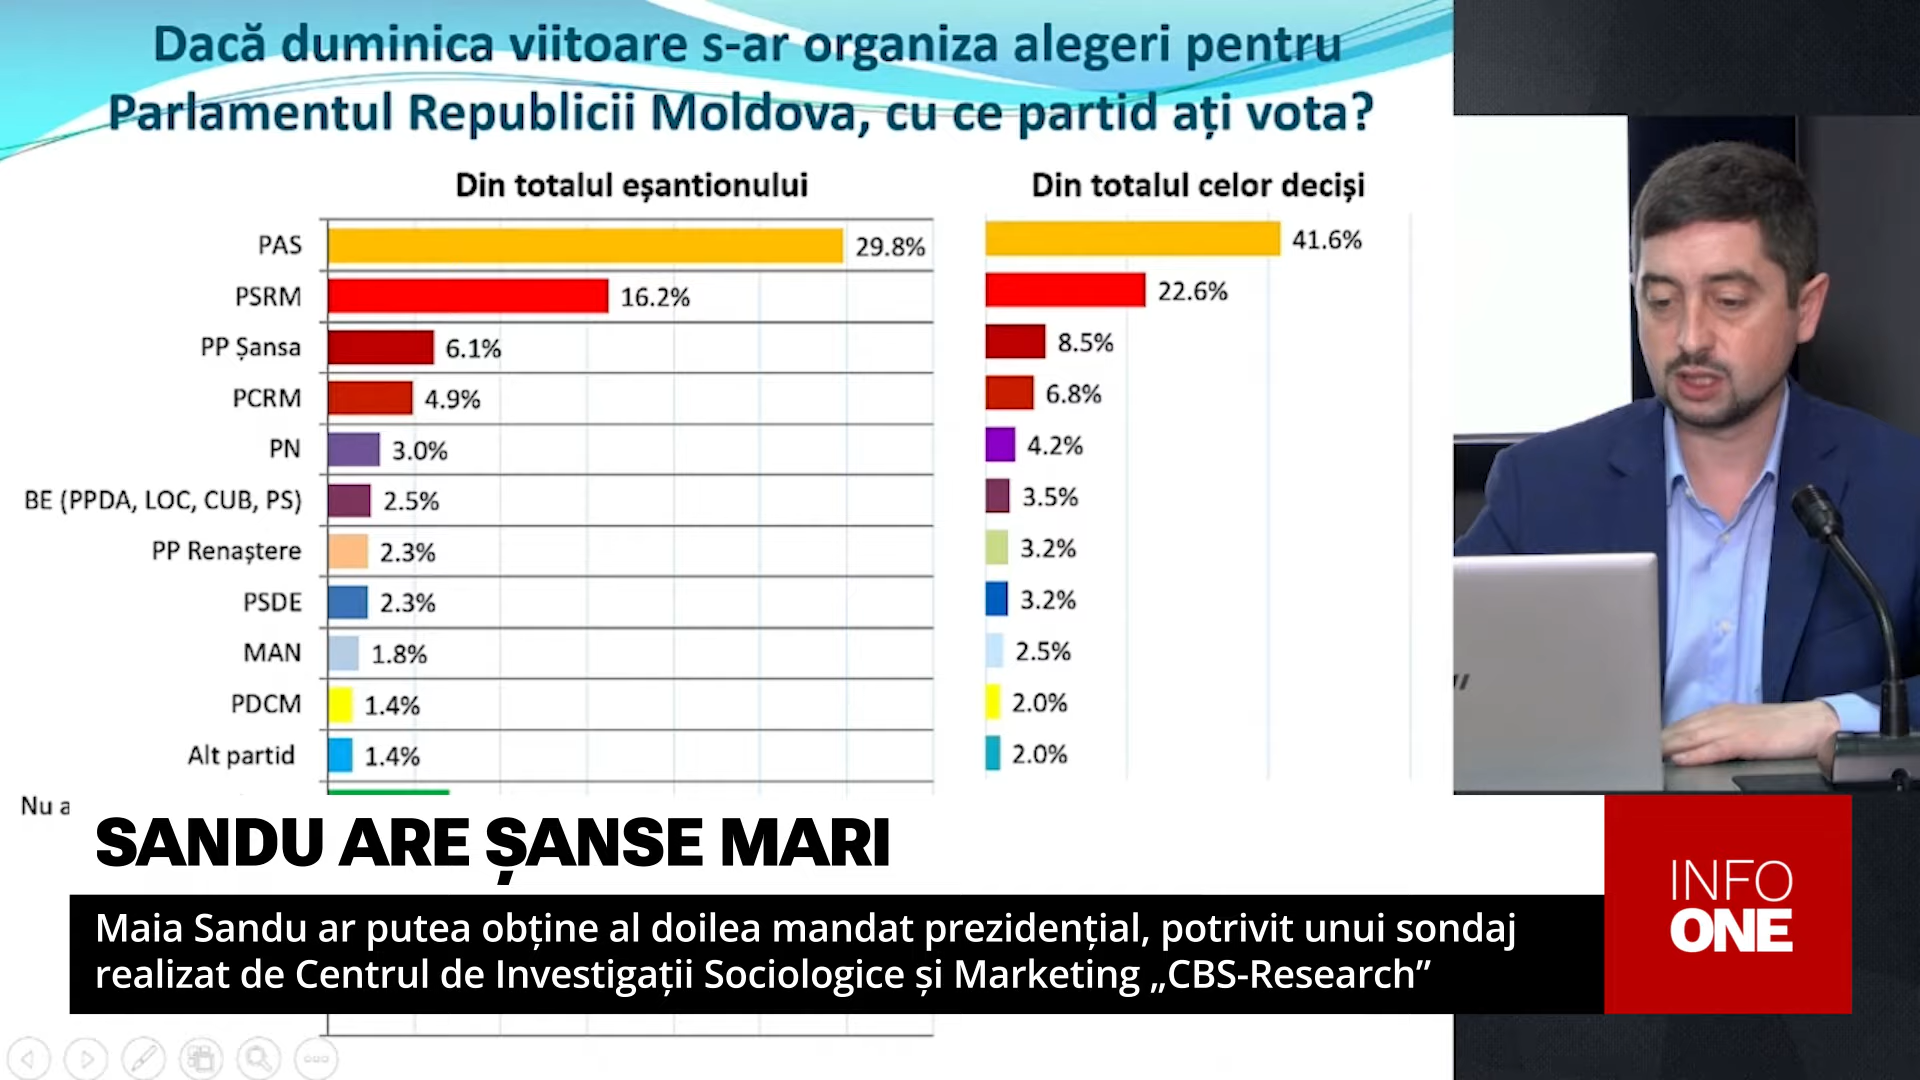 Dacă duminica viitoare s-ar organiza alegeri pentru
Parlamentul Republicii Moldova, cu ce partid ați vota?
Din totalul eșantionului
PAS 29.8%
PSRM 16.2%
PP Șansa 6.1%
PCRM 4.9%
PN 3.0%
BE (PPDA, LOC, CUB, PS) 2.5%
PP Renaștere 2.3%
PSDE 2.3%
MAN 1.8%
PDCM 1.4%
Alt partid 1.4%
Nu a
Din totalul celor deciși
41.6%
22.6%
8.5%
6.8%
4.2%
3.5%
3.2%
3.2%
2.5%
2.0%
2.0%
SANDU ARE ȘANSE MARI
Maia Sandu ar putea obține al doilea mandat prezidențial, potrivit unui sondaj
realizat de Centrul de Investigații Sociologice și Marketing „CBS-Research”
INFO
ONE